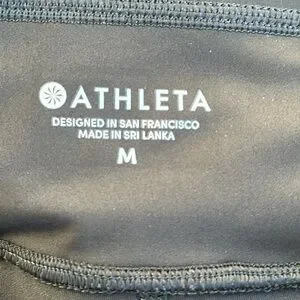 ATHLETA
DESIGNED IN SAN FRANCISCO
MADE IN SRI LANKA
M